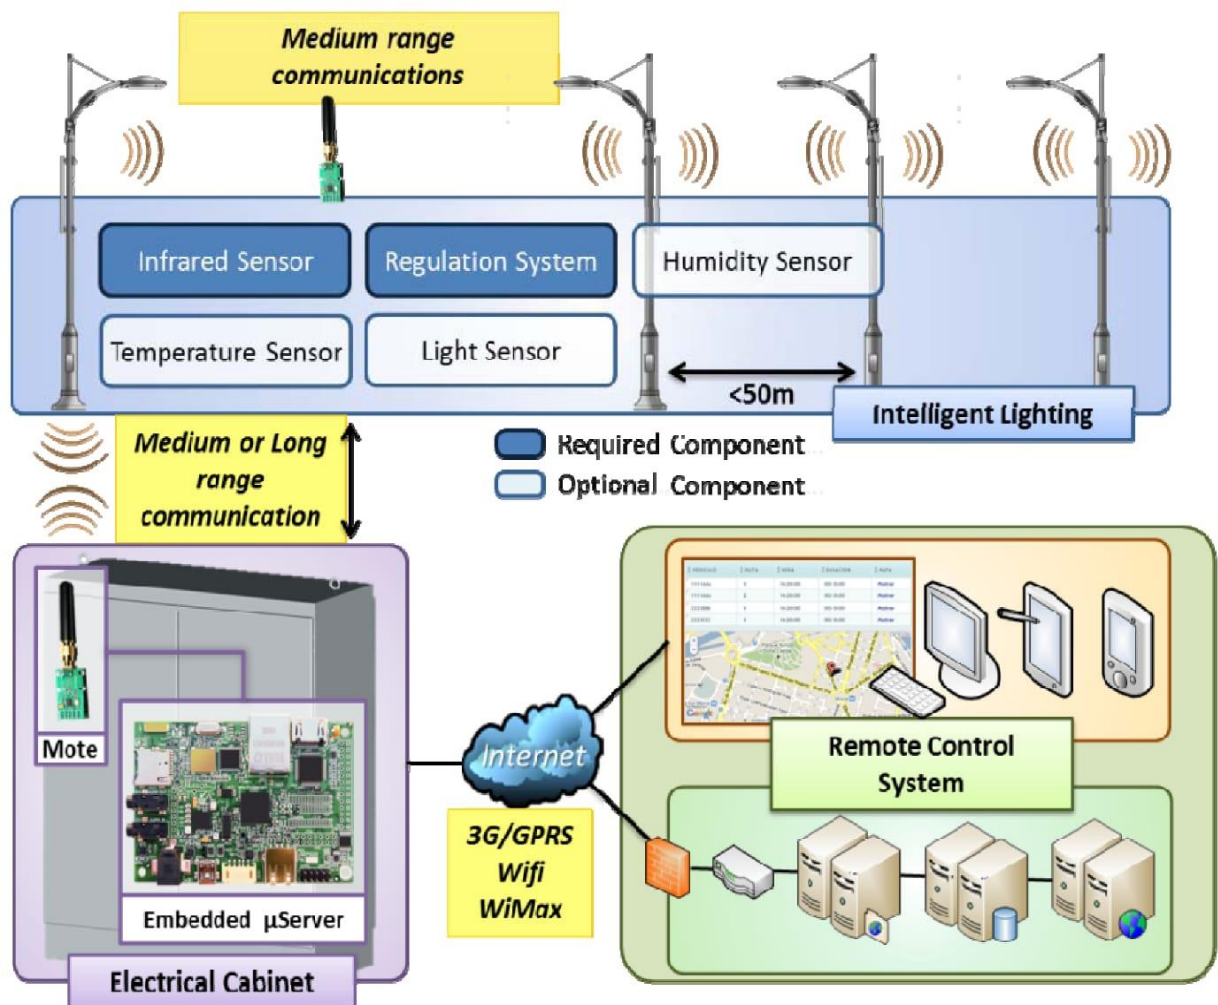 Medium range
communications
Infrared Sensor
Regulation System
Humidity Sensor
Temperature Sensor
Light Sensor
<50m
Intelligent Lighting
Medium or Long
range
communication
Required Component
Optional Component
Mote
Embedded µServer
Electrical Cabinet
Internet
3G/GPRS
Wifi
WiMax
Google
Remote Control
System